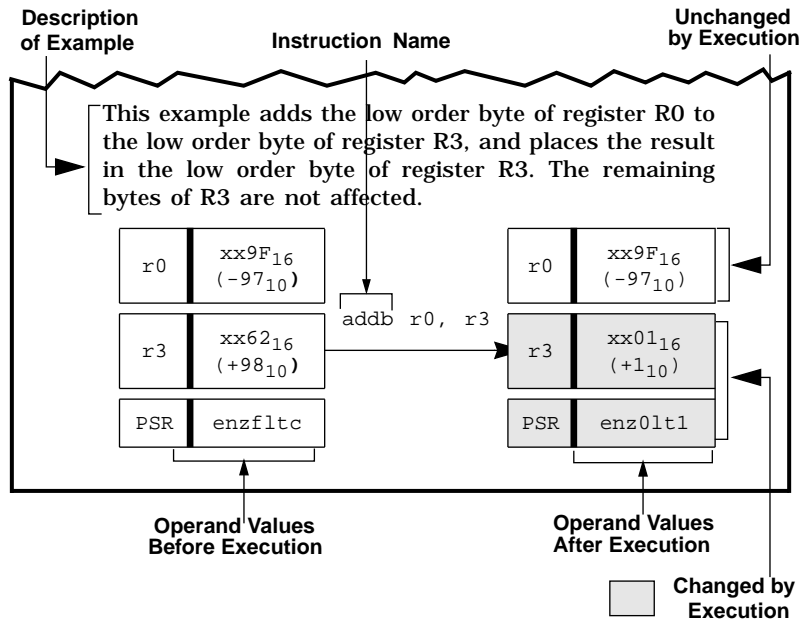 Description
of Example
Instruction Name
Unchanged
by Execution
This example adds the low order byte of register R0 to
the low order byte of register R3, and places the result
in the low order byte of register R3. The remaining
bytes of R3 are not affected.
r0
xx9F16
(-9710)
r0
xx9F16
(-9710)
addb r0, r3
r3
xx6216
(+9810)
r3
xx0116
(+110)
PSR
enzfltc
PSR
enz0lt1
Operand Values
Before Execution
Operand Values
After Execution
Changed by
Execution